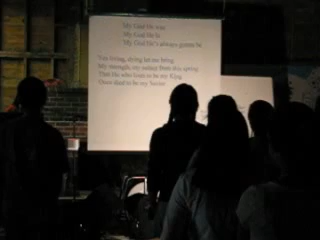 My God He was
My God He is
My God He's always gonna be
You living, dying let me bring
My strength, my solace from this spring
That He who lives to be my King
Once died to be my Savior